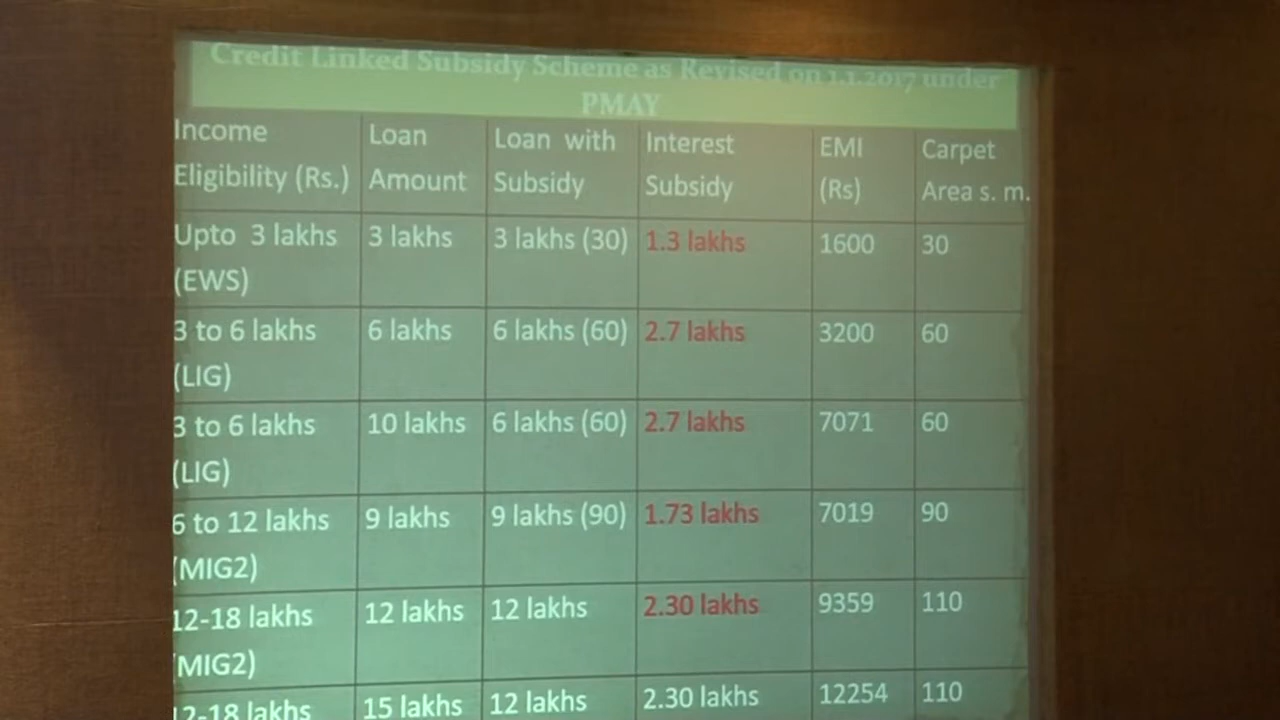 Credit Linked Subsidy Scheme as Revised on 1.1.2017 under
PMAY
Income Eligibility (Rs.) Loan Amount Loan with Subsidy Interest Subsidy EMI (Rs) Carpet Area s. m.
Upto 3 lakhs (EWS) 3 lakhs 3 lakhs (30) 1.3 lakhs 1600 30
3 to 6 lakhs (LIG) 6 lakhs 6 lakhs (60) 2.7 lakhs 3200 60
3 to 6 lakhs (LIG) 10 lakhs 6 lakhs (60) 2.7 lakhs 7071 60
6 to 12 lakhs (MIG2) 9 lakhs 9 lakhs (90) 1.73 lakhs 7019 90
12-18 lakhs (MIG2) 12 lakhs 12 lakhs 2.30 lakhs 9359 110
12-18 lakhs 15 lakhs 12 lakhs 2.30 lakhs 12254 110